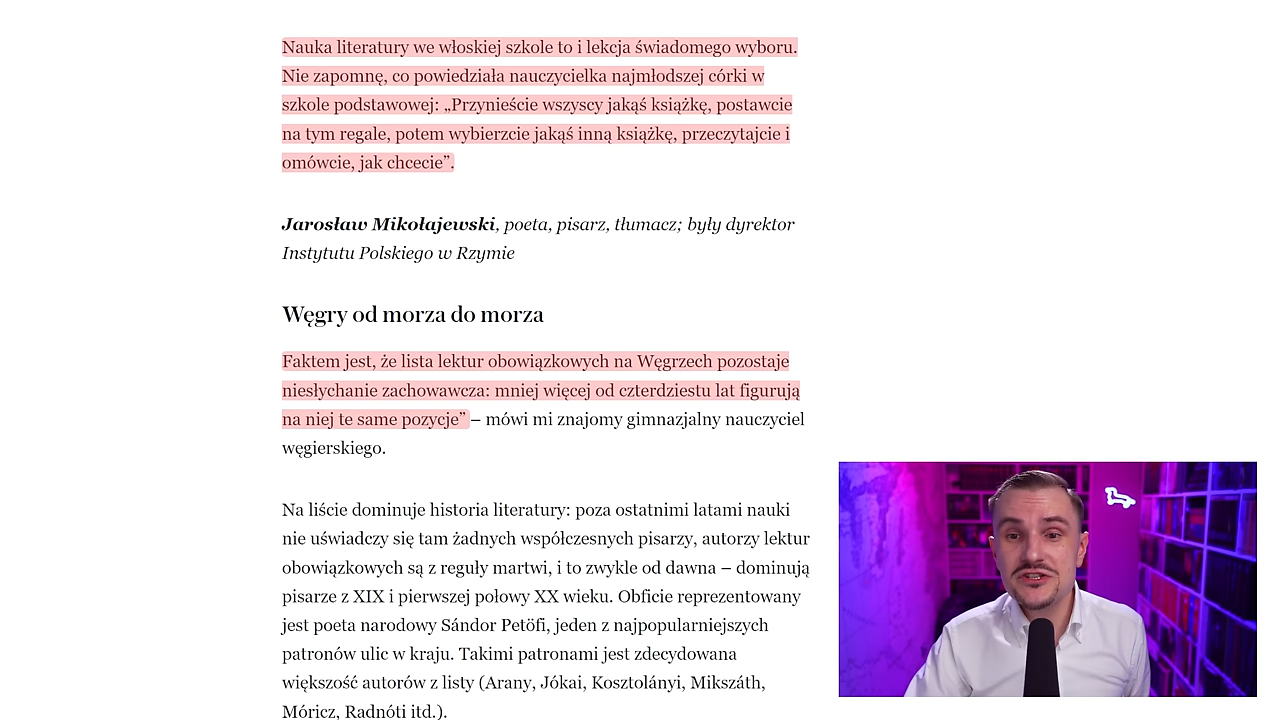 Nauka literatury we włoskiej szkole to i lekcja świadomego wyboru.
Nie zapomnę, co powiedziała nauczycielka najmłodszej córki w
szkole podstawowej: „Przynieście wszyscy jakąś książkę, postawcie
na tym regale, potem wybierzcie jakąś inną książkę, przeczytajcie i
omówcie, jak chcecie”.
Jarosław Mikołajewski, poeta, pisarz, tłumacz; były dyrektor
Instytutu Polskiego w Rzymie
Węgry od morza do morza
Faktem jest, że lista lektur obowiązkowych na Węgrzech pozostaje
niesłychanie zachowawcza: mniej więcej od czterdziestu lat figurują
na niej te same pozycje” – mówi mi znajomy gimnazjalny nauczyciel
węgierskiego.
Na liście dominuje historia literatury: poza ostatnimi latami nauki
nie uświadczy się tam żadnych współczesnych pisarzy, autorzy lektur
obowiązkowych są z reguły martwi, i to zwykle od dawna – dominują
pisarze z XIX i pierwszej połowy XX wieku. Obficie reprezentowany
jest poeta narodowy Sándor Petöfi, jeden z najpopularniejszych
patronów ulic w kraju. Takimi patronami jest zdecydowana
większość autorów z listy (Arany, Jókai, Kosztolányi, Mikszáth,
Móricz, Radnóti itd.).